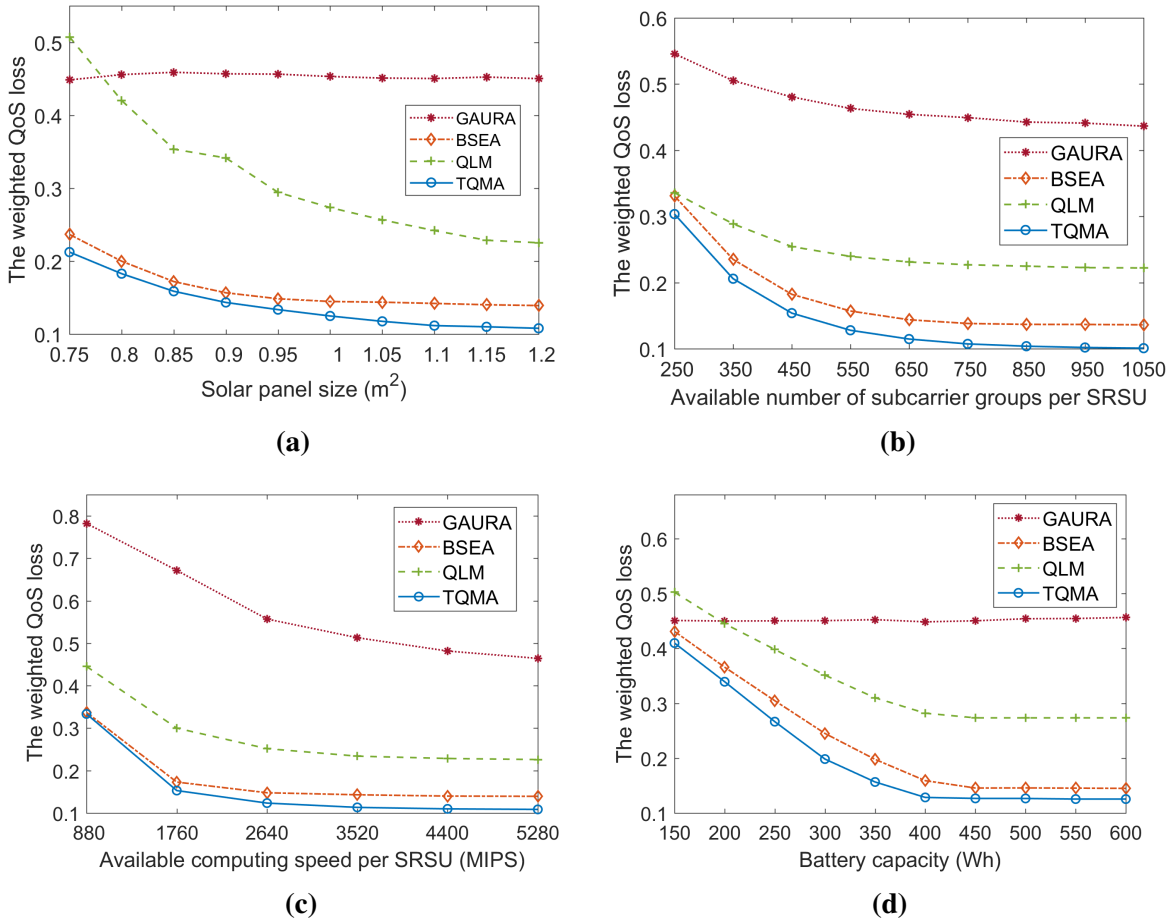 The weighted QoS loss
0.5
0.4
0.3
0.2
0.1
GAURA
BSEA
QLM
TQMA
0.75 0.8 0.85 0.9 0.95 1 1.05 1.1 1.15 1.2
Solar panel size (m²)
(a)
The weighted QoS loss
0.6
0.5
0.4
0.3
0.2
0.1
GAURA
BSEA
QLM
TQMA
250 350 450 550 650 750 850 950 1050
Available number of subcarrier groups per SRSU
(b)
The weighted QoS loss
0.8
0.7
0.6
0.5
0.4
0.3
0.2
0.1
GAURA
BSEA
QLM
TQMA
880 1760 2640 3520 4400 5280
Available computing speed per SRSU (MIPS)
(c)
The weighted QoS loss
0.6
0.5
0.4
0.3
0.2
0.1
GAURA
BSEA
QLM
TQMA
150 200 250 300 350 400 450 500 550 600
Battery capacity (Wh)
(d)